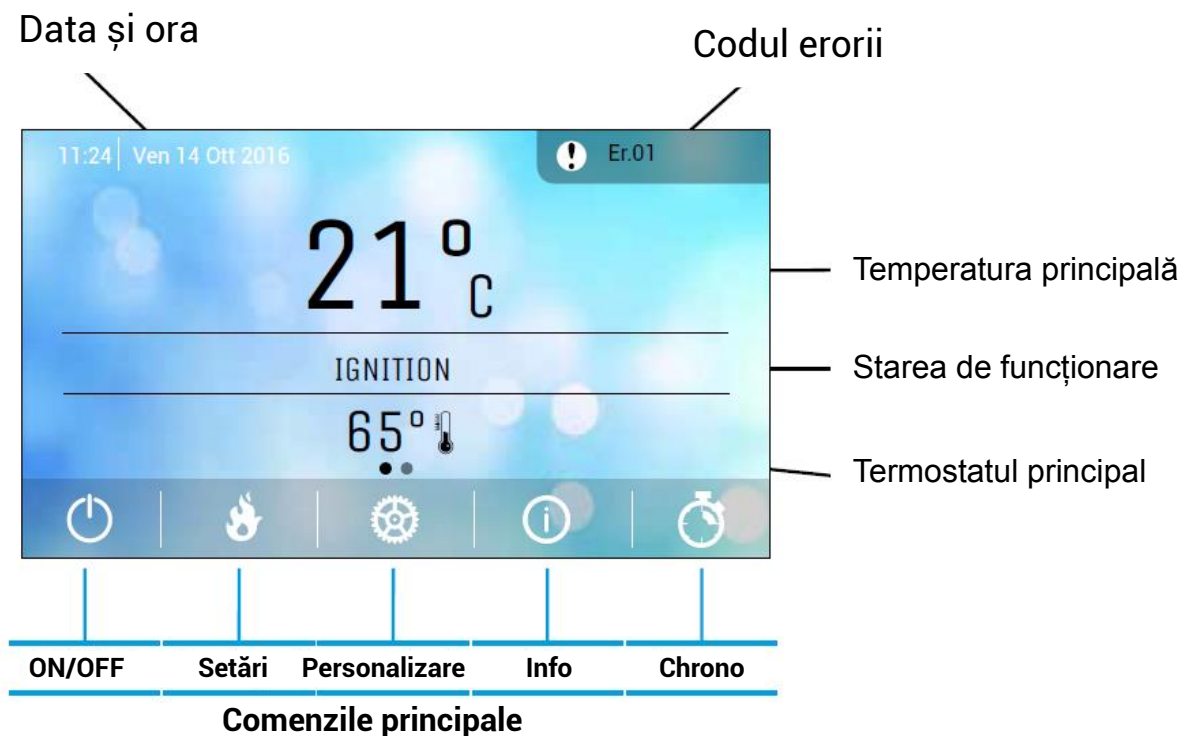 Data și ora
Codul erorii
11:24 Ven 14 Ott 2016
! Er.01
21°C
Temperatura principală
IGNITION
Starea de funcționare
65°
Termostatul principal
ON/OFF Setări Personalizare Info Chrono
Comenzile principale